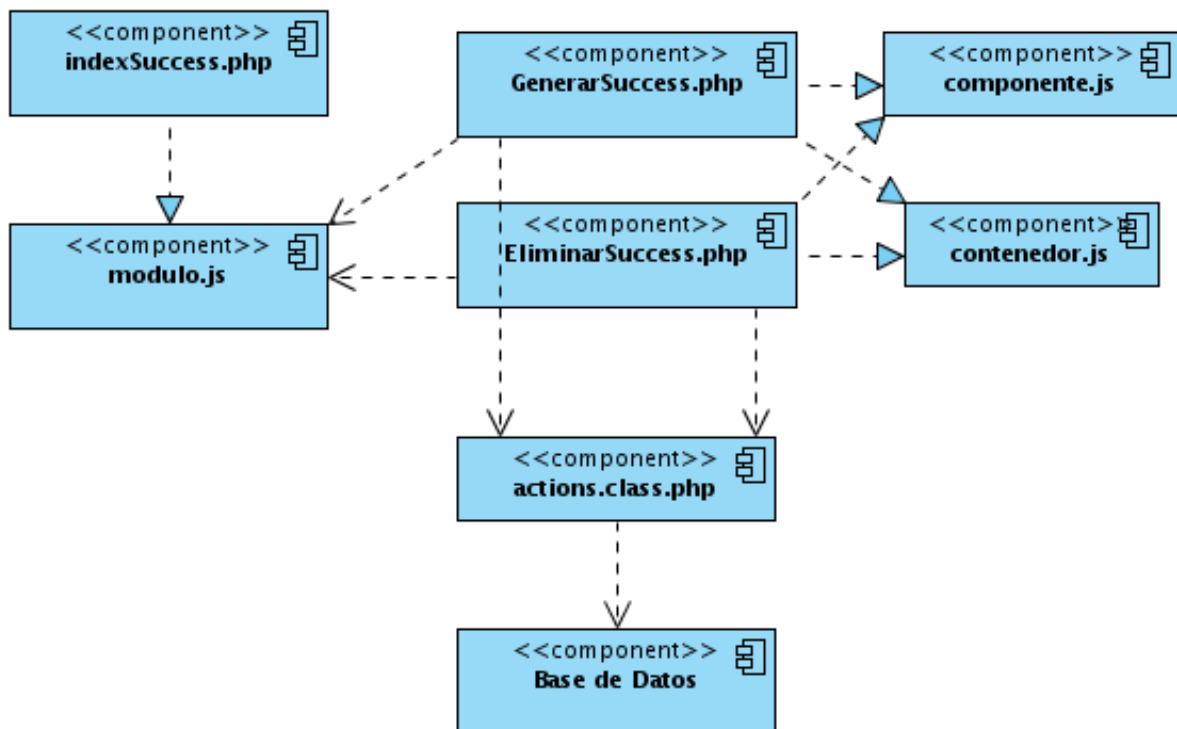 <<component>>
indexSuccess.php
<<component>>
GenerarSuccess.php
<<component>>
componente.js
<<component>>
modulo.js
<<component>>
EliminarSuccess.php
<<component>>
contenedor.js
<<component>>
actions.class.php
<<component>>
Base de Datos